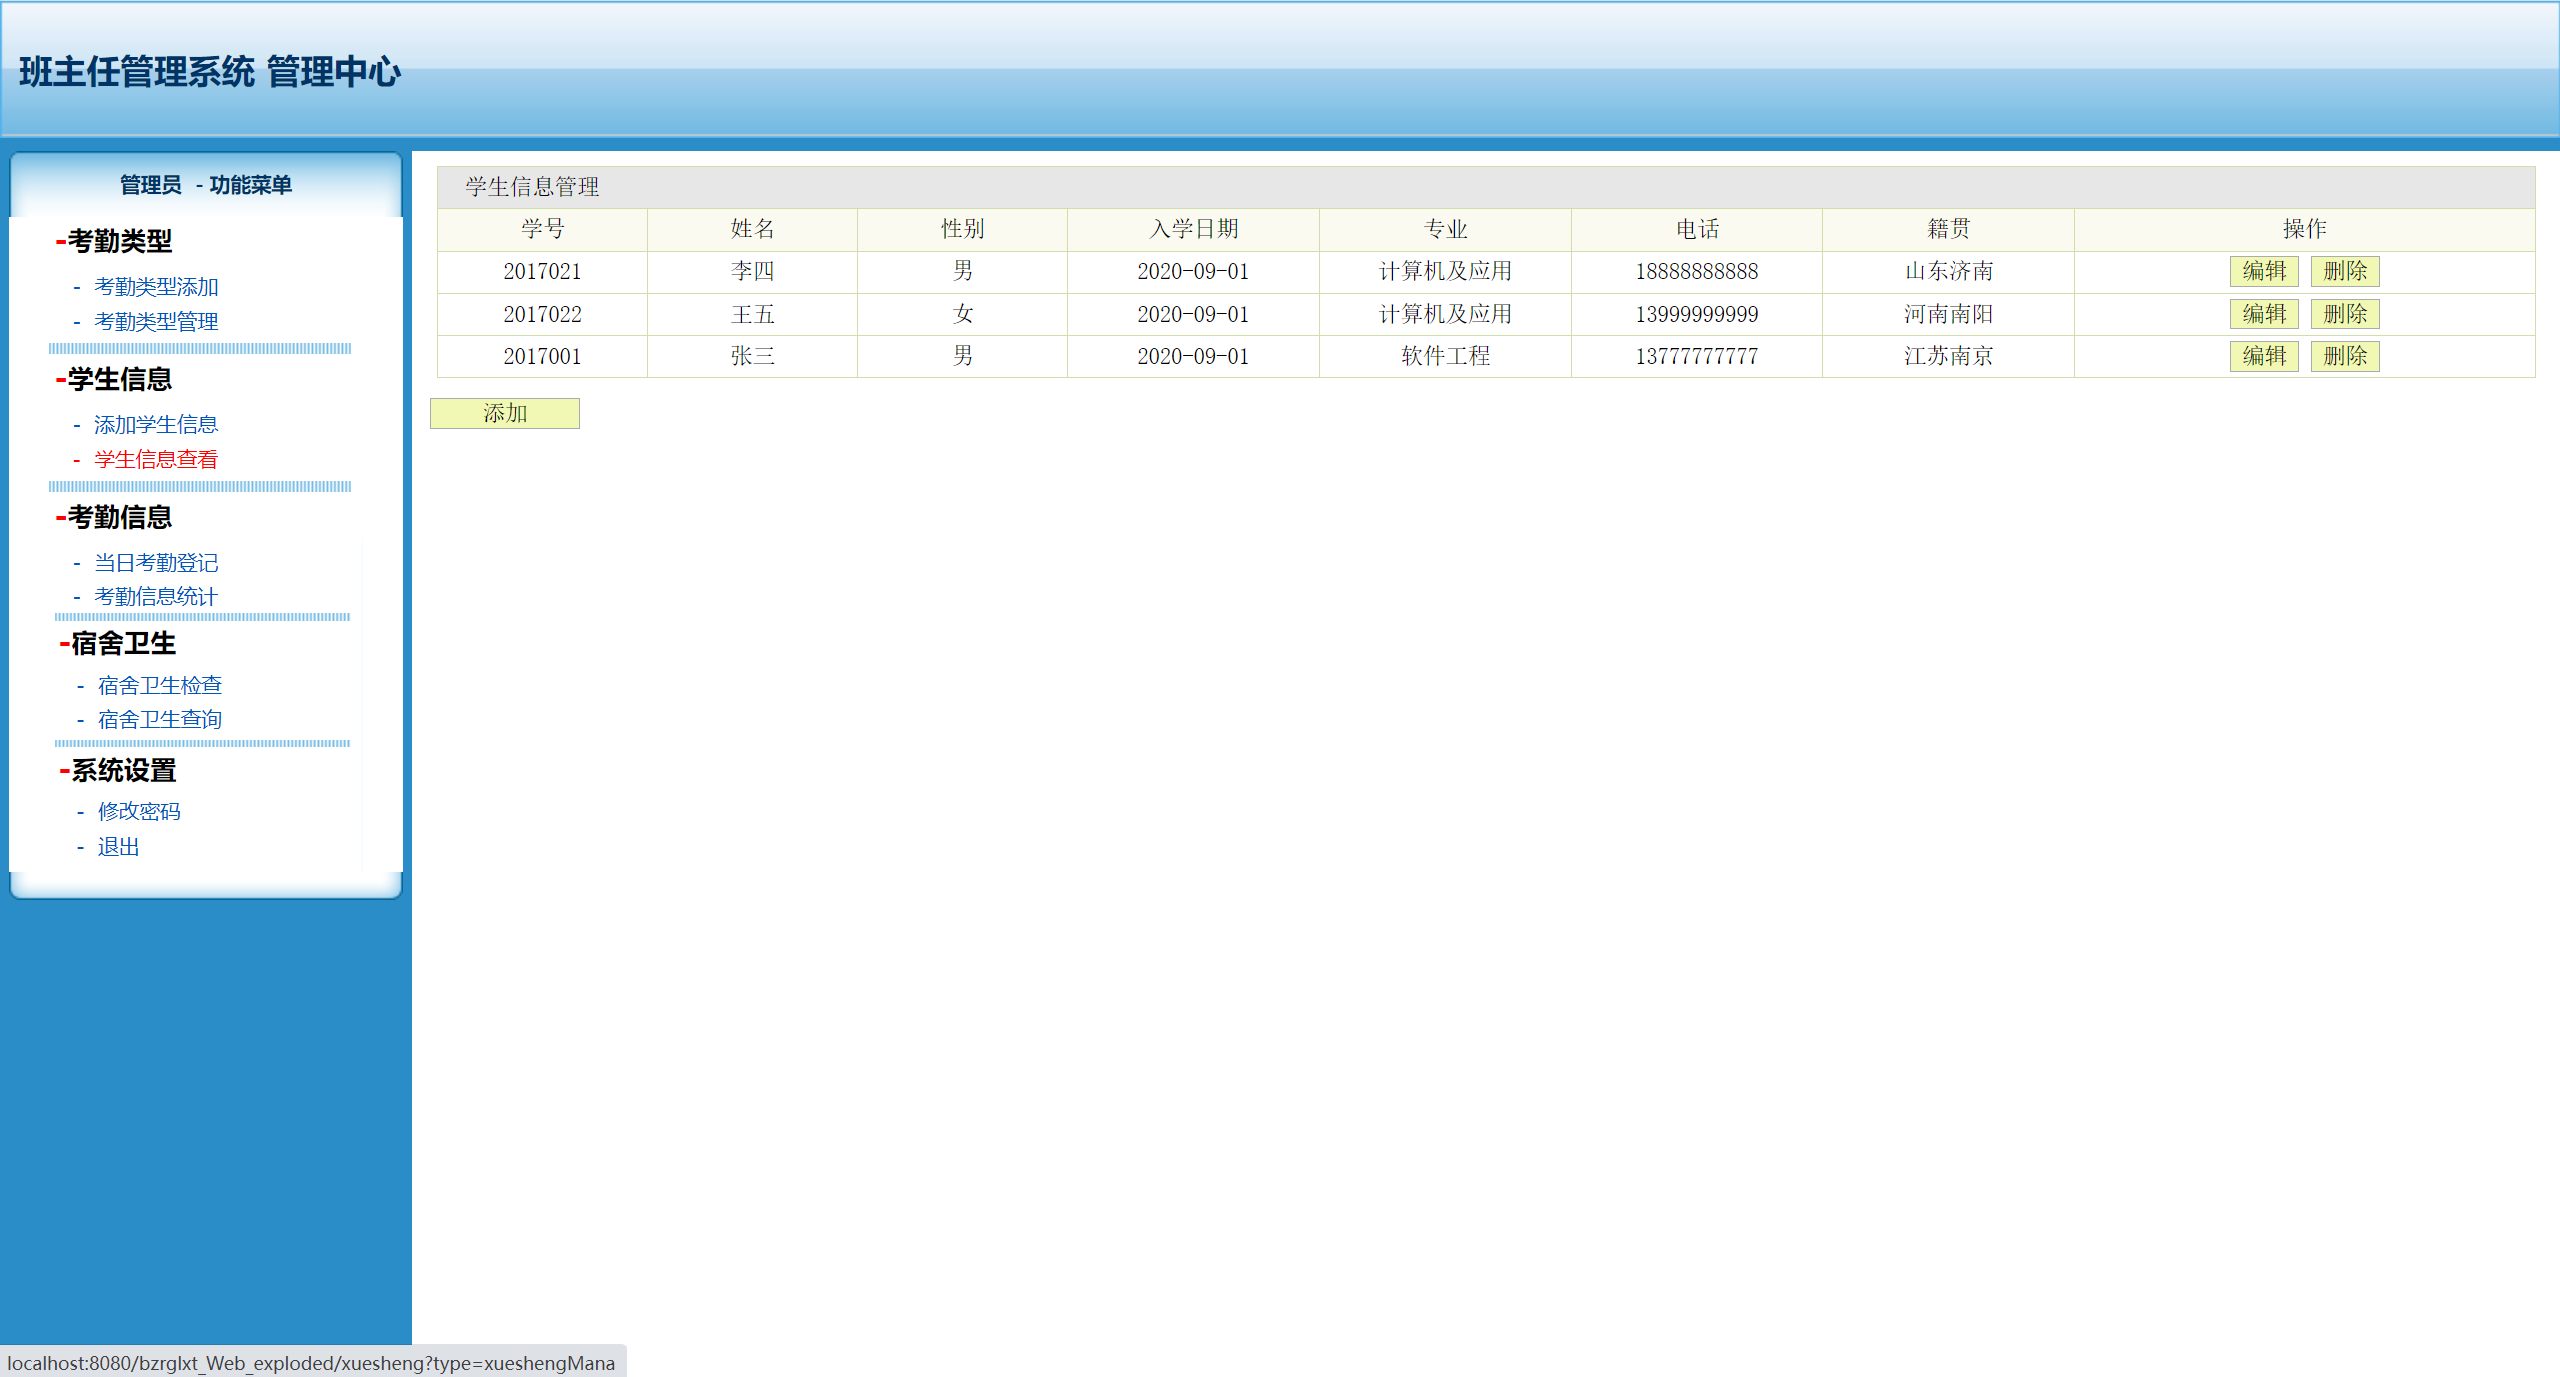 班主任管理系统 管理中心
管理员 - 功能菜单
-考勤类型
- 考勤类型添加
- 考勤类型管理
-学生信息
- 添加学生信息
- 学生信息查看
-考勤信息
- 当日考勤登记
- 考勤信息统计
-宿舍卫生
- 宿舍卫生检查
- 宿舍卫生查询
-系统设置
- 修改密码
- 退出
学生信息管理
学号 姓名 性别 入学日期 专业 电话 籍贯 操作
2017021 李四 男 2020-09-01 计算机及应用 18888888888 山东济南 编辑 删除
2017022 王五 女 2020-09-01 计算机及应用 13999999999 河南南阳 编辑 删除
2017001 张三 男 2020-09-01 软件工程 13777777777 江苏南京 编辑 删除
添加
localhost:8080/bzrglxt_Web_exploded/xuesheng?type=xueshengMana